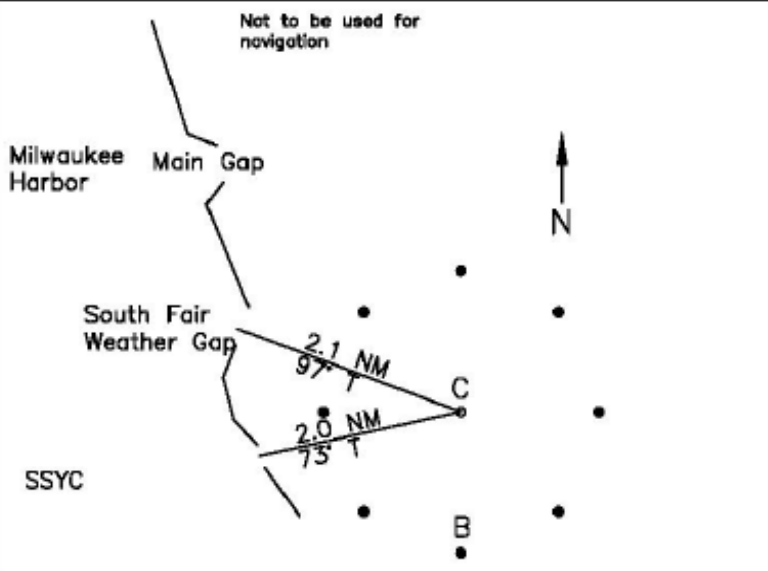 Not to be used for
navigation
Milwaukee
Harbor
Main Gap
N
South Fair
Weather Gap
2.1 NM
97° T
C
2.0 NM
73° T
SSYC
B